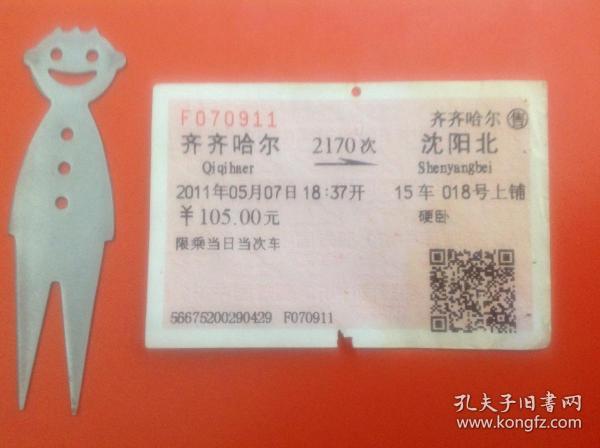 F070911
齐齐哈尔 售
齐齐哈尔 2170次 沈阳北
Qiqihaer Shenyangbei
2011年05月07日 18:37开 15车 018号上铺
￥105.00元 硬卧
限乘当日当次车
56675200290429 F070911
孔夫子旧书网
www.kongfz.com